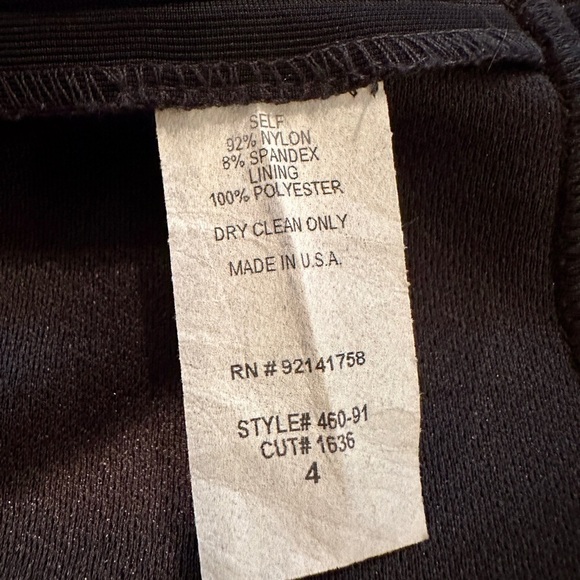 SELF
92% NYLON
8% SPANDEX
LINING
100% POLYESTER
DRY CLEAN ONLY
MADE IN U.S.A.
RN # 92141758
STYLE# 460-91
CUT# 1636
4